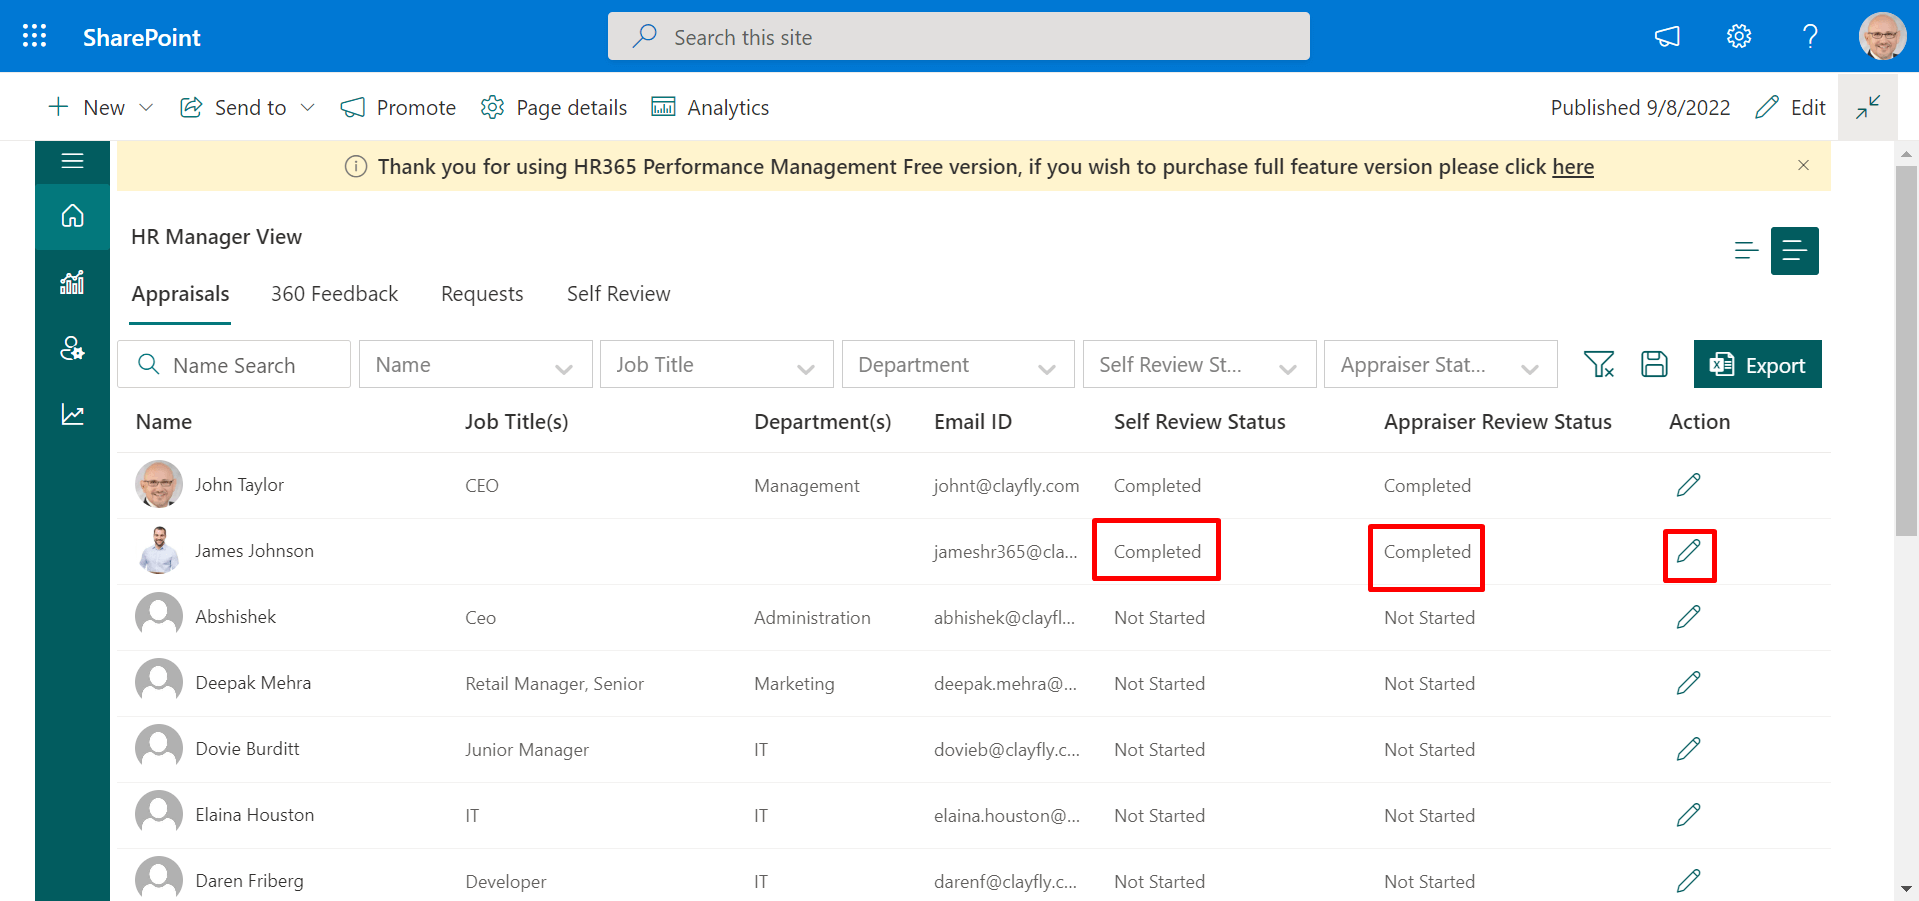 SharePoint
Search this site
New Send to Promote Page details Analytics Published 9/8/2022 Edit
Thank you for using HR365 Performance Management Free version, if you wish to purchase full feature version please click here
HR Manager View
Appraisals 360 Feedback Requests Self Review
Name Search Name Job Title Department Self Review St... Appraiser Stat... Export
Name Job Title(s) Department(s) Email ID Self Review Status Appraiser Review Status Action
John Taylor CEO Management johnt@clayfly.com Completed Completed
James Johnson jameshr365@cla... Completed Completed
Abshishek Ceo Administration abhishek@clayfl... Not Started Not Started
Deepak Mehra Retail Manager, Senior Marketing deepak.mehra@... Not Started Not Started
Dovie Burditt Junior Manager IT dovieb@clayfly.c... Not Started Not Started
Elaina Houston IT IT elaina.houston@... Not Started Not Started
Daren Friberg Developer IT darenf@clayfly.c... Not Started Not Started